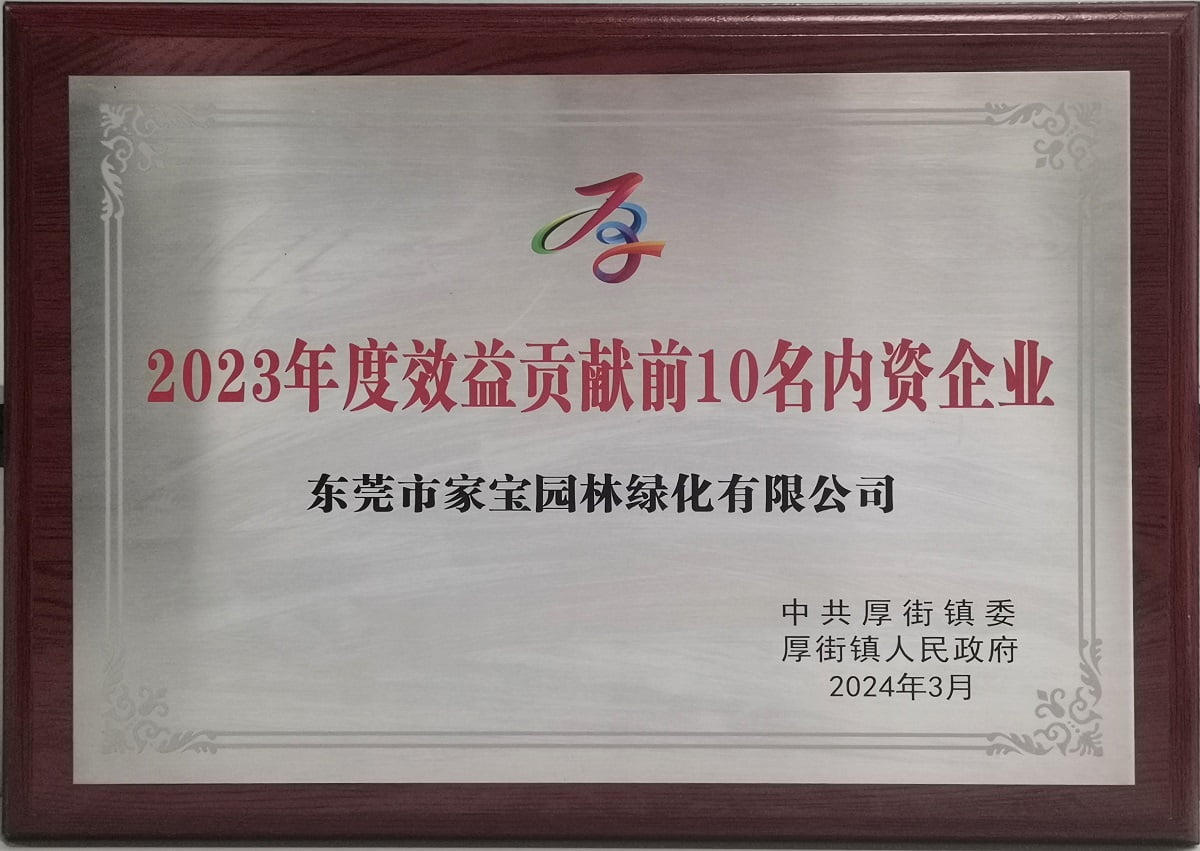 2023年度效益贡献前10名内资企业
东莞市家宝园林绿化有限公司
中共厚街镇委
厚街镇人民政府
2024年3月